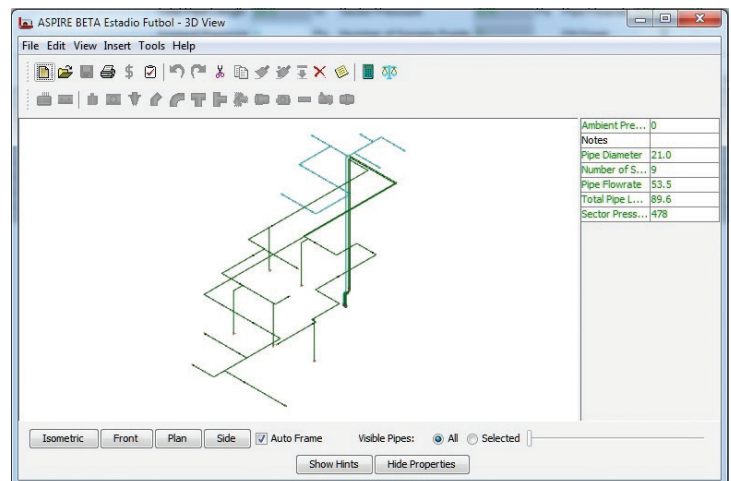 ASPIRE BETA Estadio Futbol - 3D View
File Edit View Insert Tools Help
Ambient Pre... 0
Notes
Pipe Diameter 21.0
Number of S... 9
Pipe Flowrate 53.5
Total Pipe L... 89.6
Sector Press... 478
Isometric Front Plan Side Auto Frame Visible Pipes: All Selected
Show Hints Hide Properties